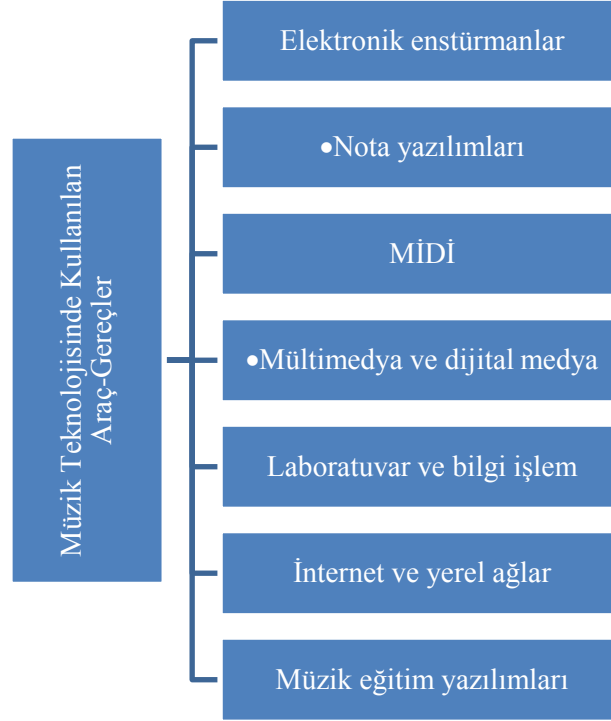 Müzik Teknolojisinde Kullanılan
Araç-Gereçler
Elektronik enstürmanlar
•Nota yazılımları
MİDİ
•Mültimedya ve dijital medya
Laboratuvar ve bilgi işlem
İnternet ve yerel ağlar
Müzik eğitim yazılımları